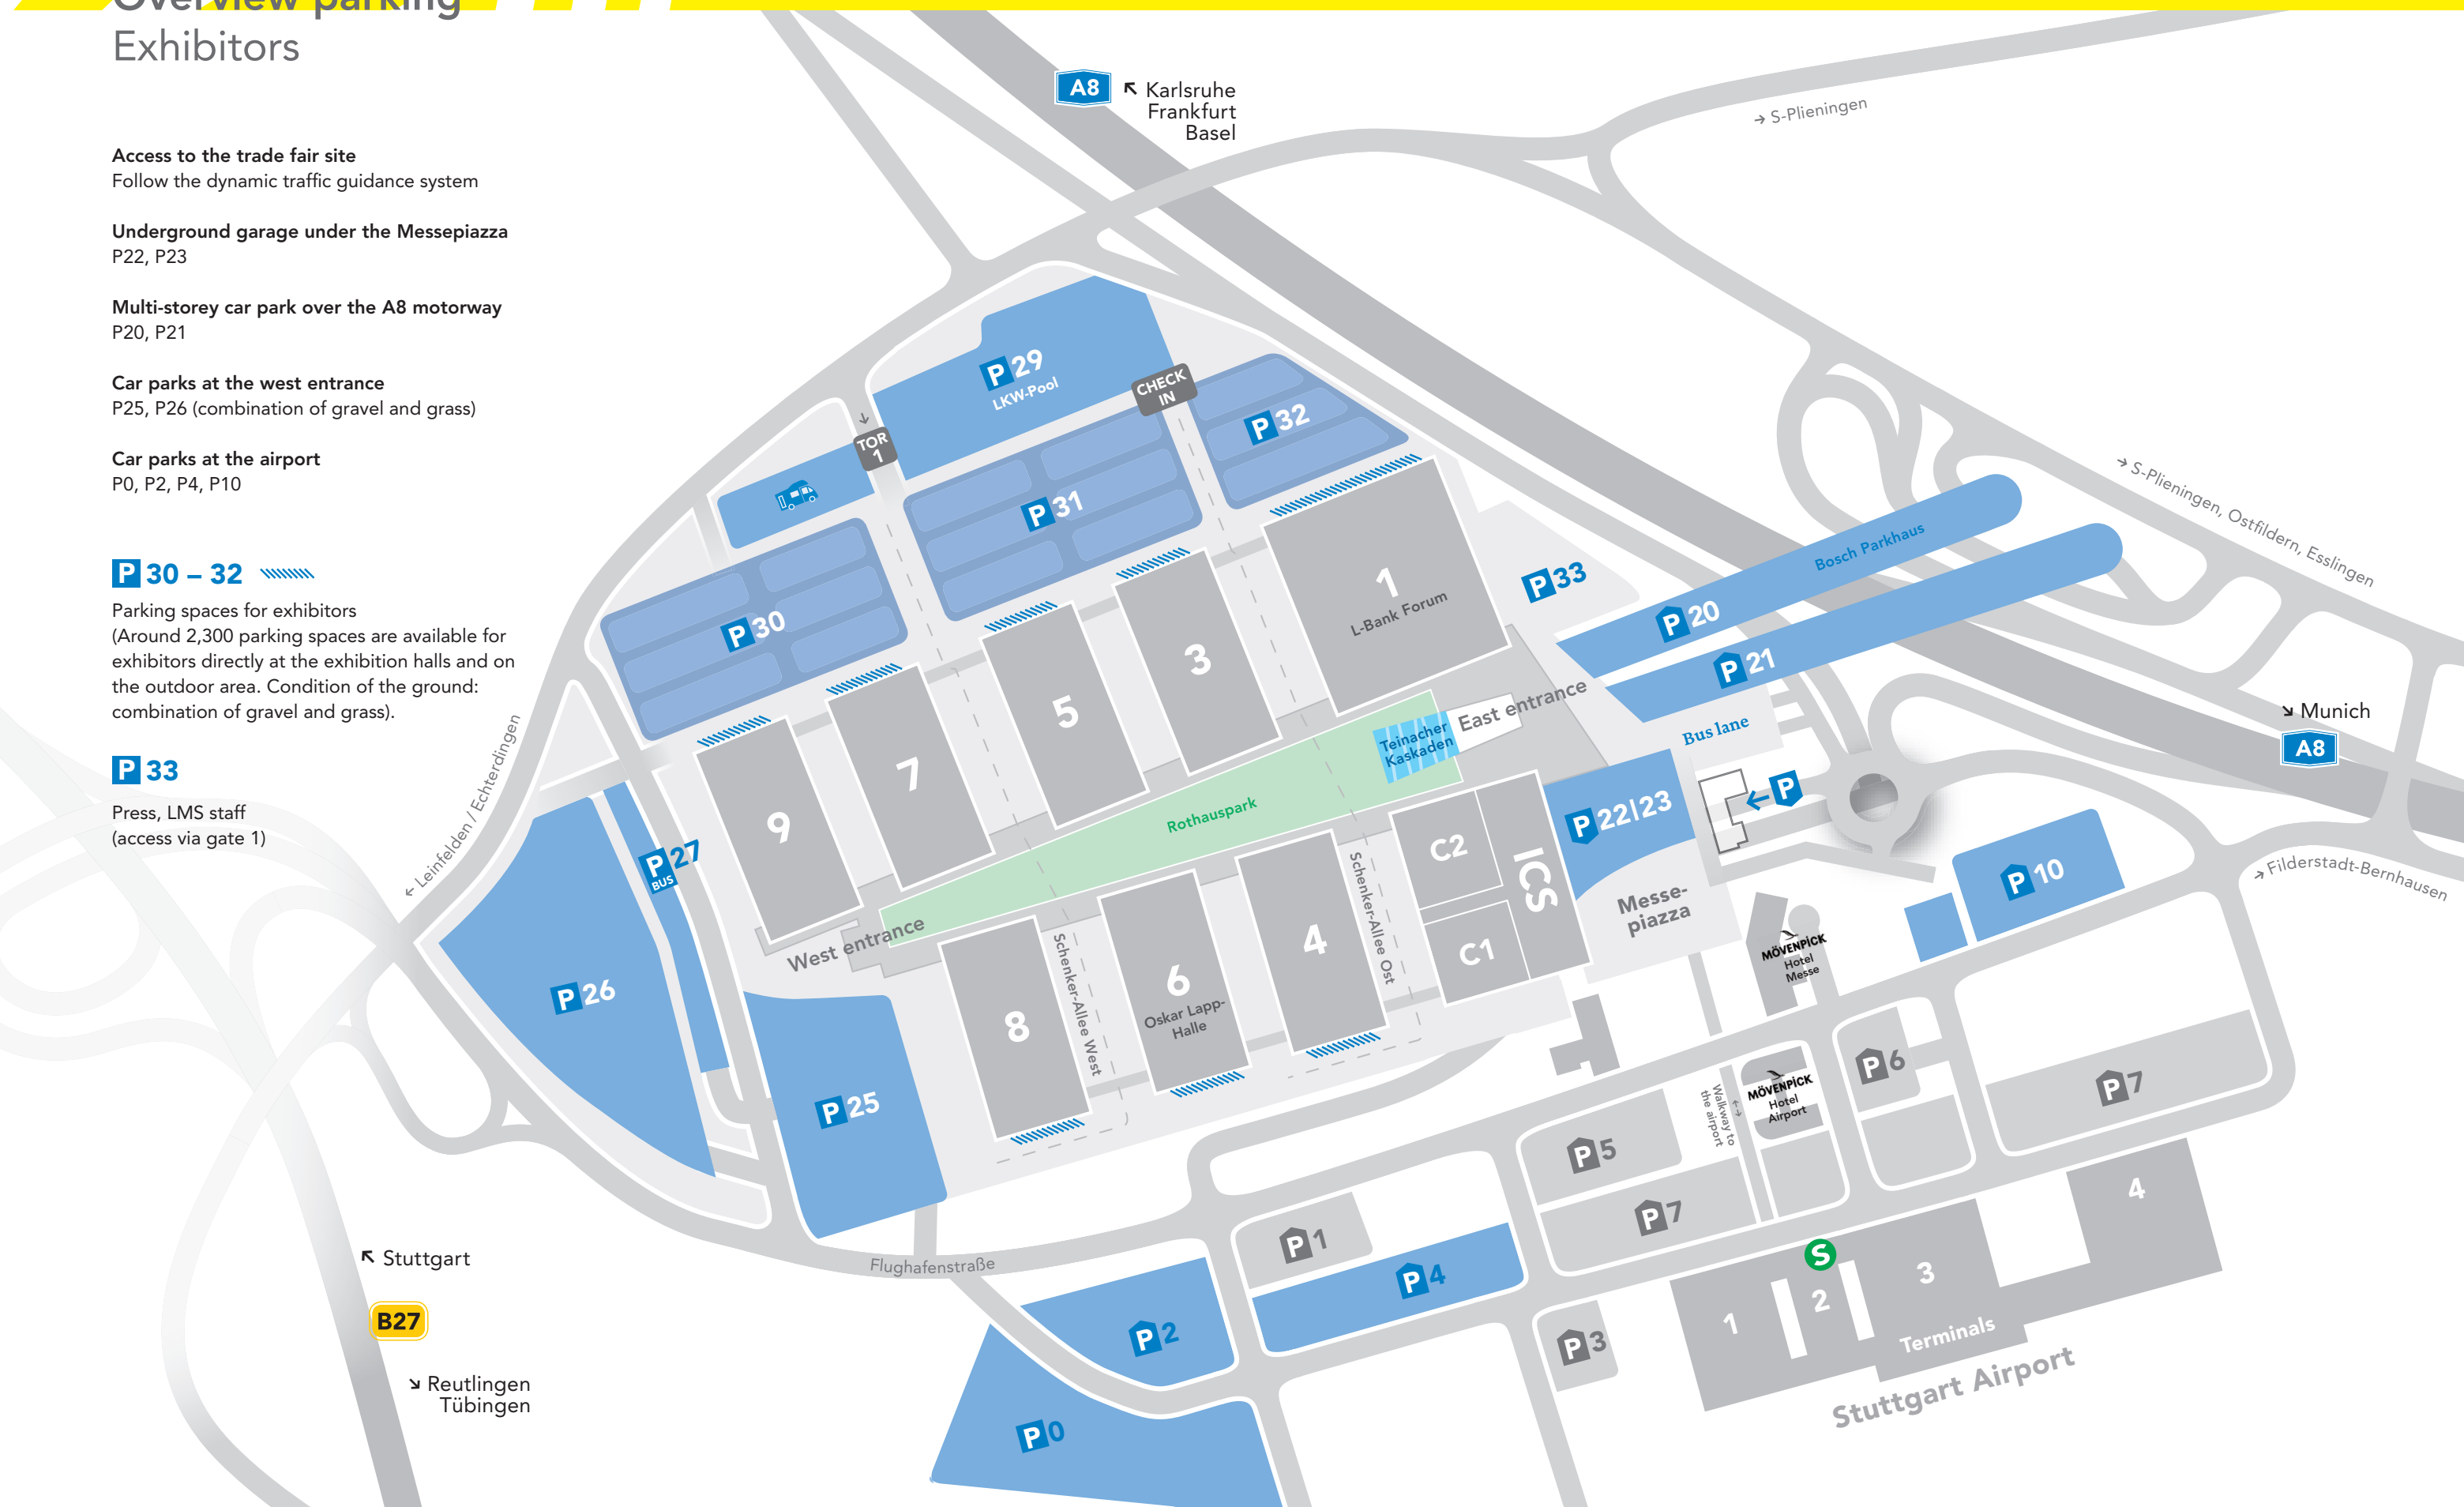 Overview parking
Exhibitors
Access to the trade fair site
Follow the dynamic traffic guidance system
Underground garage under the Messepiazza
P22, P23
Multi-storey car park over the A8 motorway
P20, P21
Car parks at the west entrance
P25, P26 (combination of gravel and grass)
Car parks at the airport
P0, P2, P4, P10
P 30 – 32
Parking spaces for exhibitors
(Around 2,300 parking spaces are available for
exhibitors directly at the exhibition halls and on
the outdoor area. Condition of the ground:
combination of gravel and grass).
P 33
Press, LMS staff
(access via gate 1)
A8
↖ Karlsruhe
Frankfurt
Basel
→ S-Plieningen
→ S-Plieningen, Ostfildern, Esslingen
↘ Munich
A8
→ Filderstadt-Bernhausen
← Leinfelden / Echterdingen
↖ Stuttgart
B27
↘ Reutlingen
Tübingen
P 29
LKW-Pool
CHECK
IN
TOR
1
P 32
P 31
P 30
P 33
Bosch Parkhaus
P 20
P 21
Bus lane
P
1
L-Bank Forum
3
5
7
9
East entrance
Teinacher
Kaskaden
Rothauspark
West entrance
P 27
BUS
P 26
P 25
8
Schenker-Allee West
6
Oskar Lapp-
Halle
4
Schenker-Allee Ost
C2
C1
ICS
P 22|23
Messe-
piazza
P 10
MÖVENPICK
Hotel
Messe
MÖVENPICK
Hotel
Airport
Walkway to
the airport
P 6
P 7
P 5
P 7
P 1
P 4
P 2
P 3
P 0
Flughafenstraße
S
1
2
3
4
Terminals
Stuttgart Airport